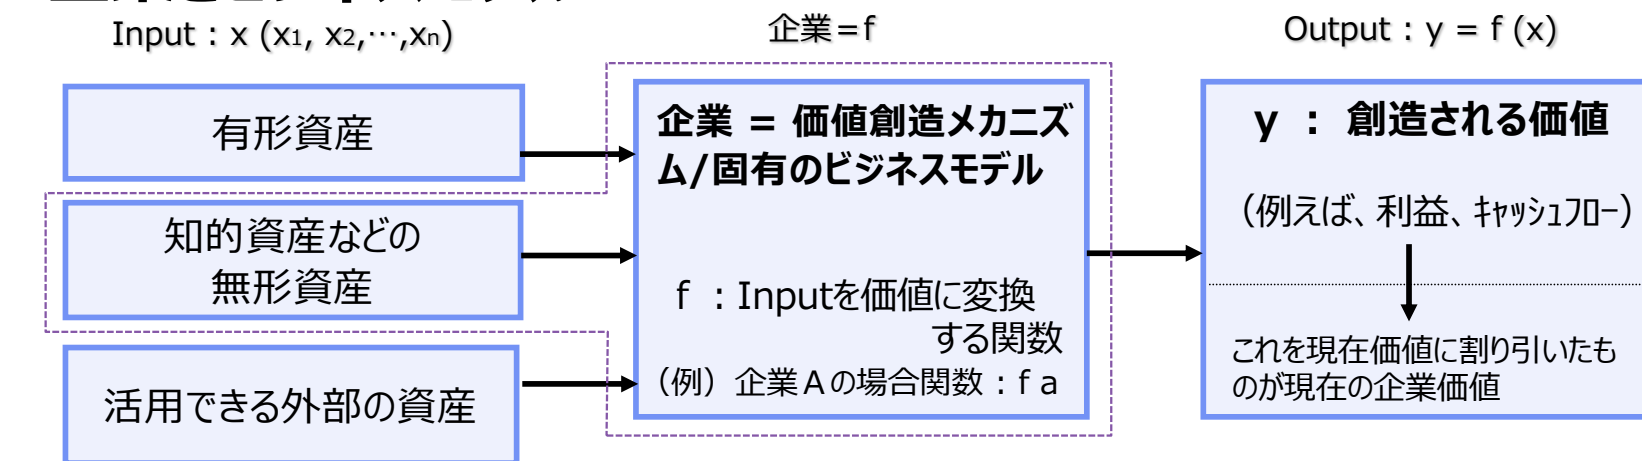 Input：x (x1, x2,…,xn)
企業=f
Output：y = f (x)
有形資産
知的資産などの
無形資産
活用できる外部の資産
企業 = 価値創造メカニズ
ム/固有のビジネスモデル
f ：Inputを価値に変換
する関数
（例）企業Ａの場合関数：f a
y ： 創造される価値
（例えば、利益、ｷｬｯｼｭﾌﾛｰ）
これを現在価値に割り引いたも
のが現在の企業価値